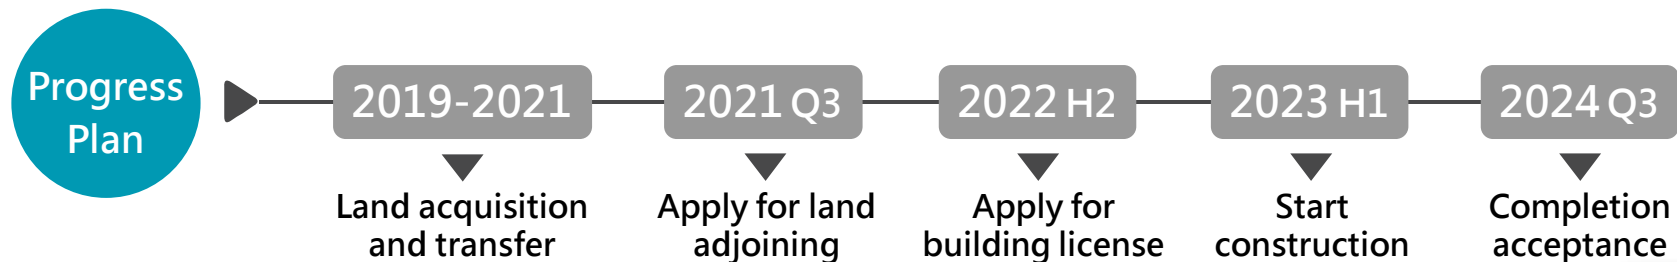 Progress
Plan
2019-2021
2021 Q3
2022 H2
2023 H1
2024 Q3
Land acquisition
and transfer
Apply for land
adjoining
Apply for
building license
Start
construction
Completion
acceptance